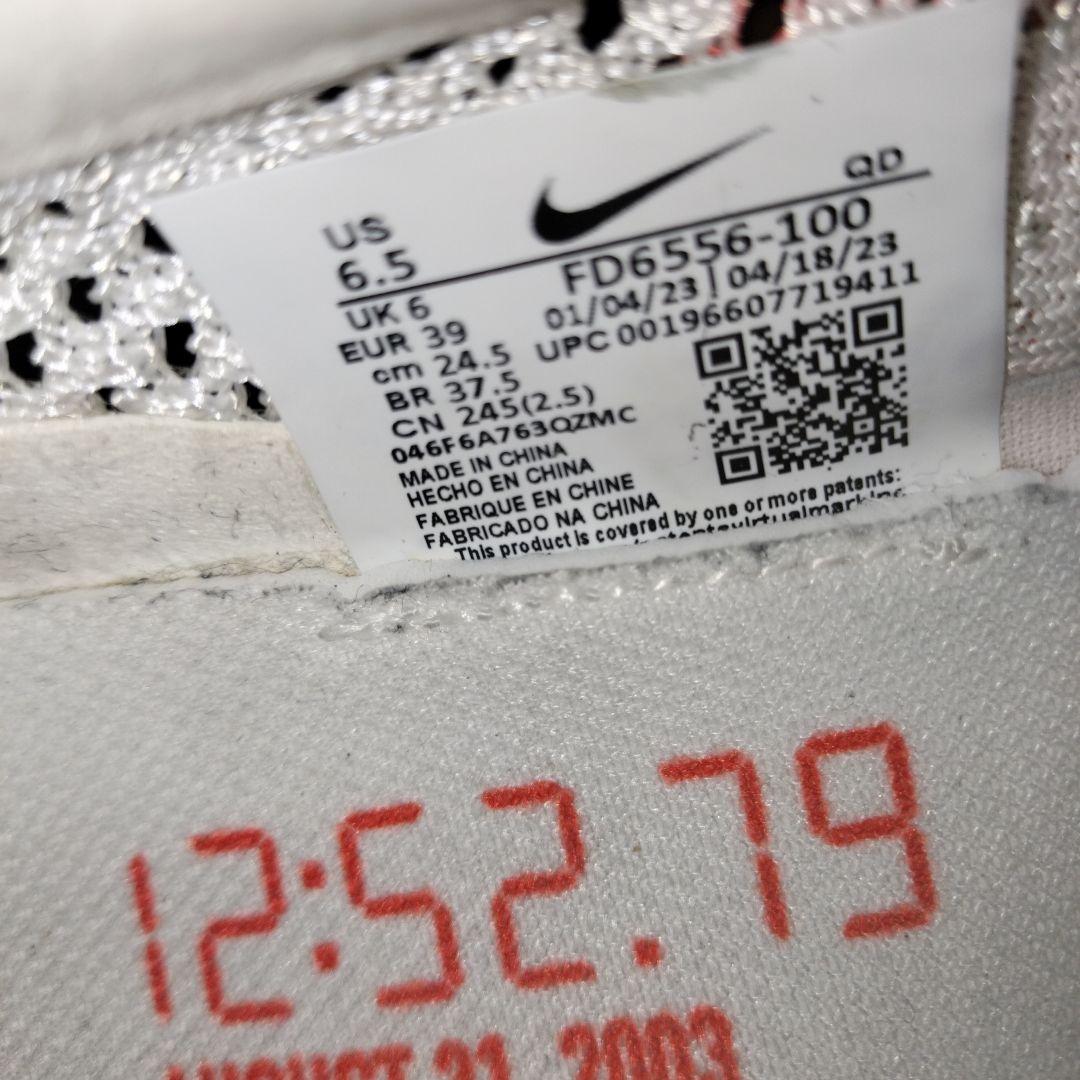 US
6.5
QD
FD6556-100
UK 6
01/04/23 | 04/18/23
EUR 39
UPC 00196607719411
cm 24.5
BR 37.5
CN 245(2.5)
046F6A763QZMC
MADE IN CHINA
HECHO EN CHINA
FABRIQUE EN CHINE
FABRICADO NA CHINA
This product is covered by one or more patents:
12:52.79
2003